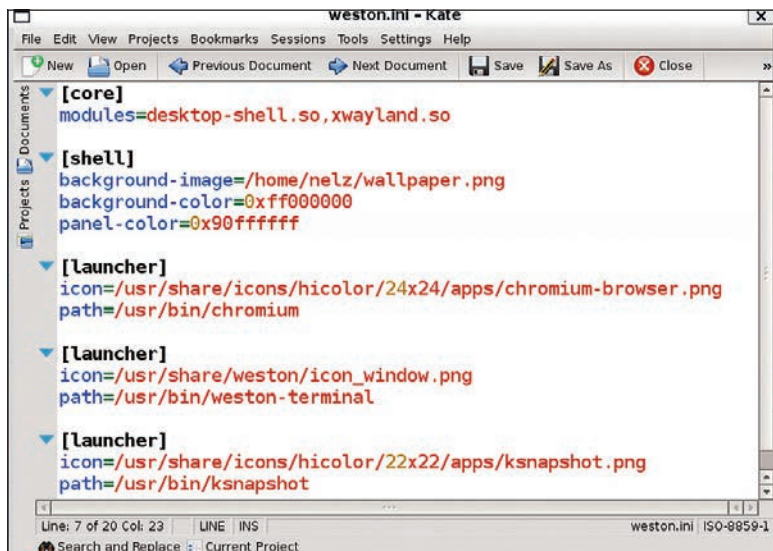 weston.ini – Kate
File Edit View Projects Bookmarks Sessions Tools Settings Help
New Open Previous Document Next Document Save Save As Close »
Documents
Projects
[core]
modules=desktop-shell.so,xwayland.so
[shell]
background-image=/home/nelz/wallpaper.png
background-color=0xff000000
panel-color=0x90ffffff
[launcher]
icon=/usr/share/icons/hicolor/24x24/apps/chromium-browser.png
path=/usr/bin/chromium
[launcher]
icon=/usr/share/weston/icon_window.png
path=/usr/bin/weston-terminal
[launcher]
icon=/usr/share/icons/hicolor/22x22/apps/ksnapshot.png
path=/usr/bin/ksnapshot
Line: 7 of 20 Col: 23 LINE INS weston.ini ISO-8859-1
Search and Replace Current Project